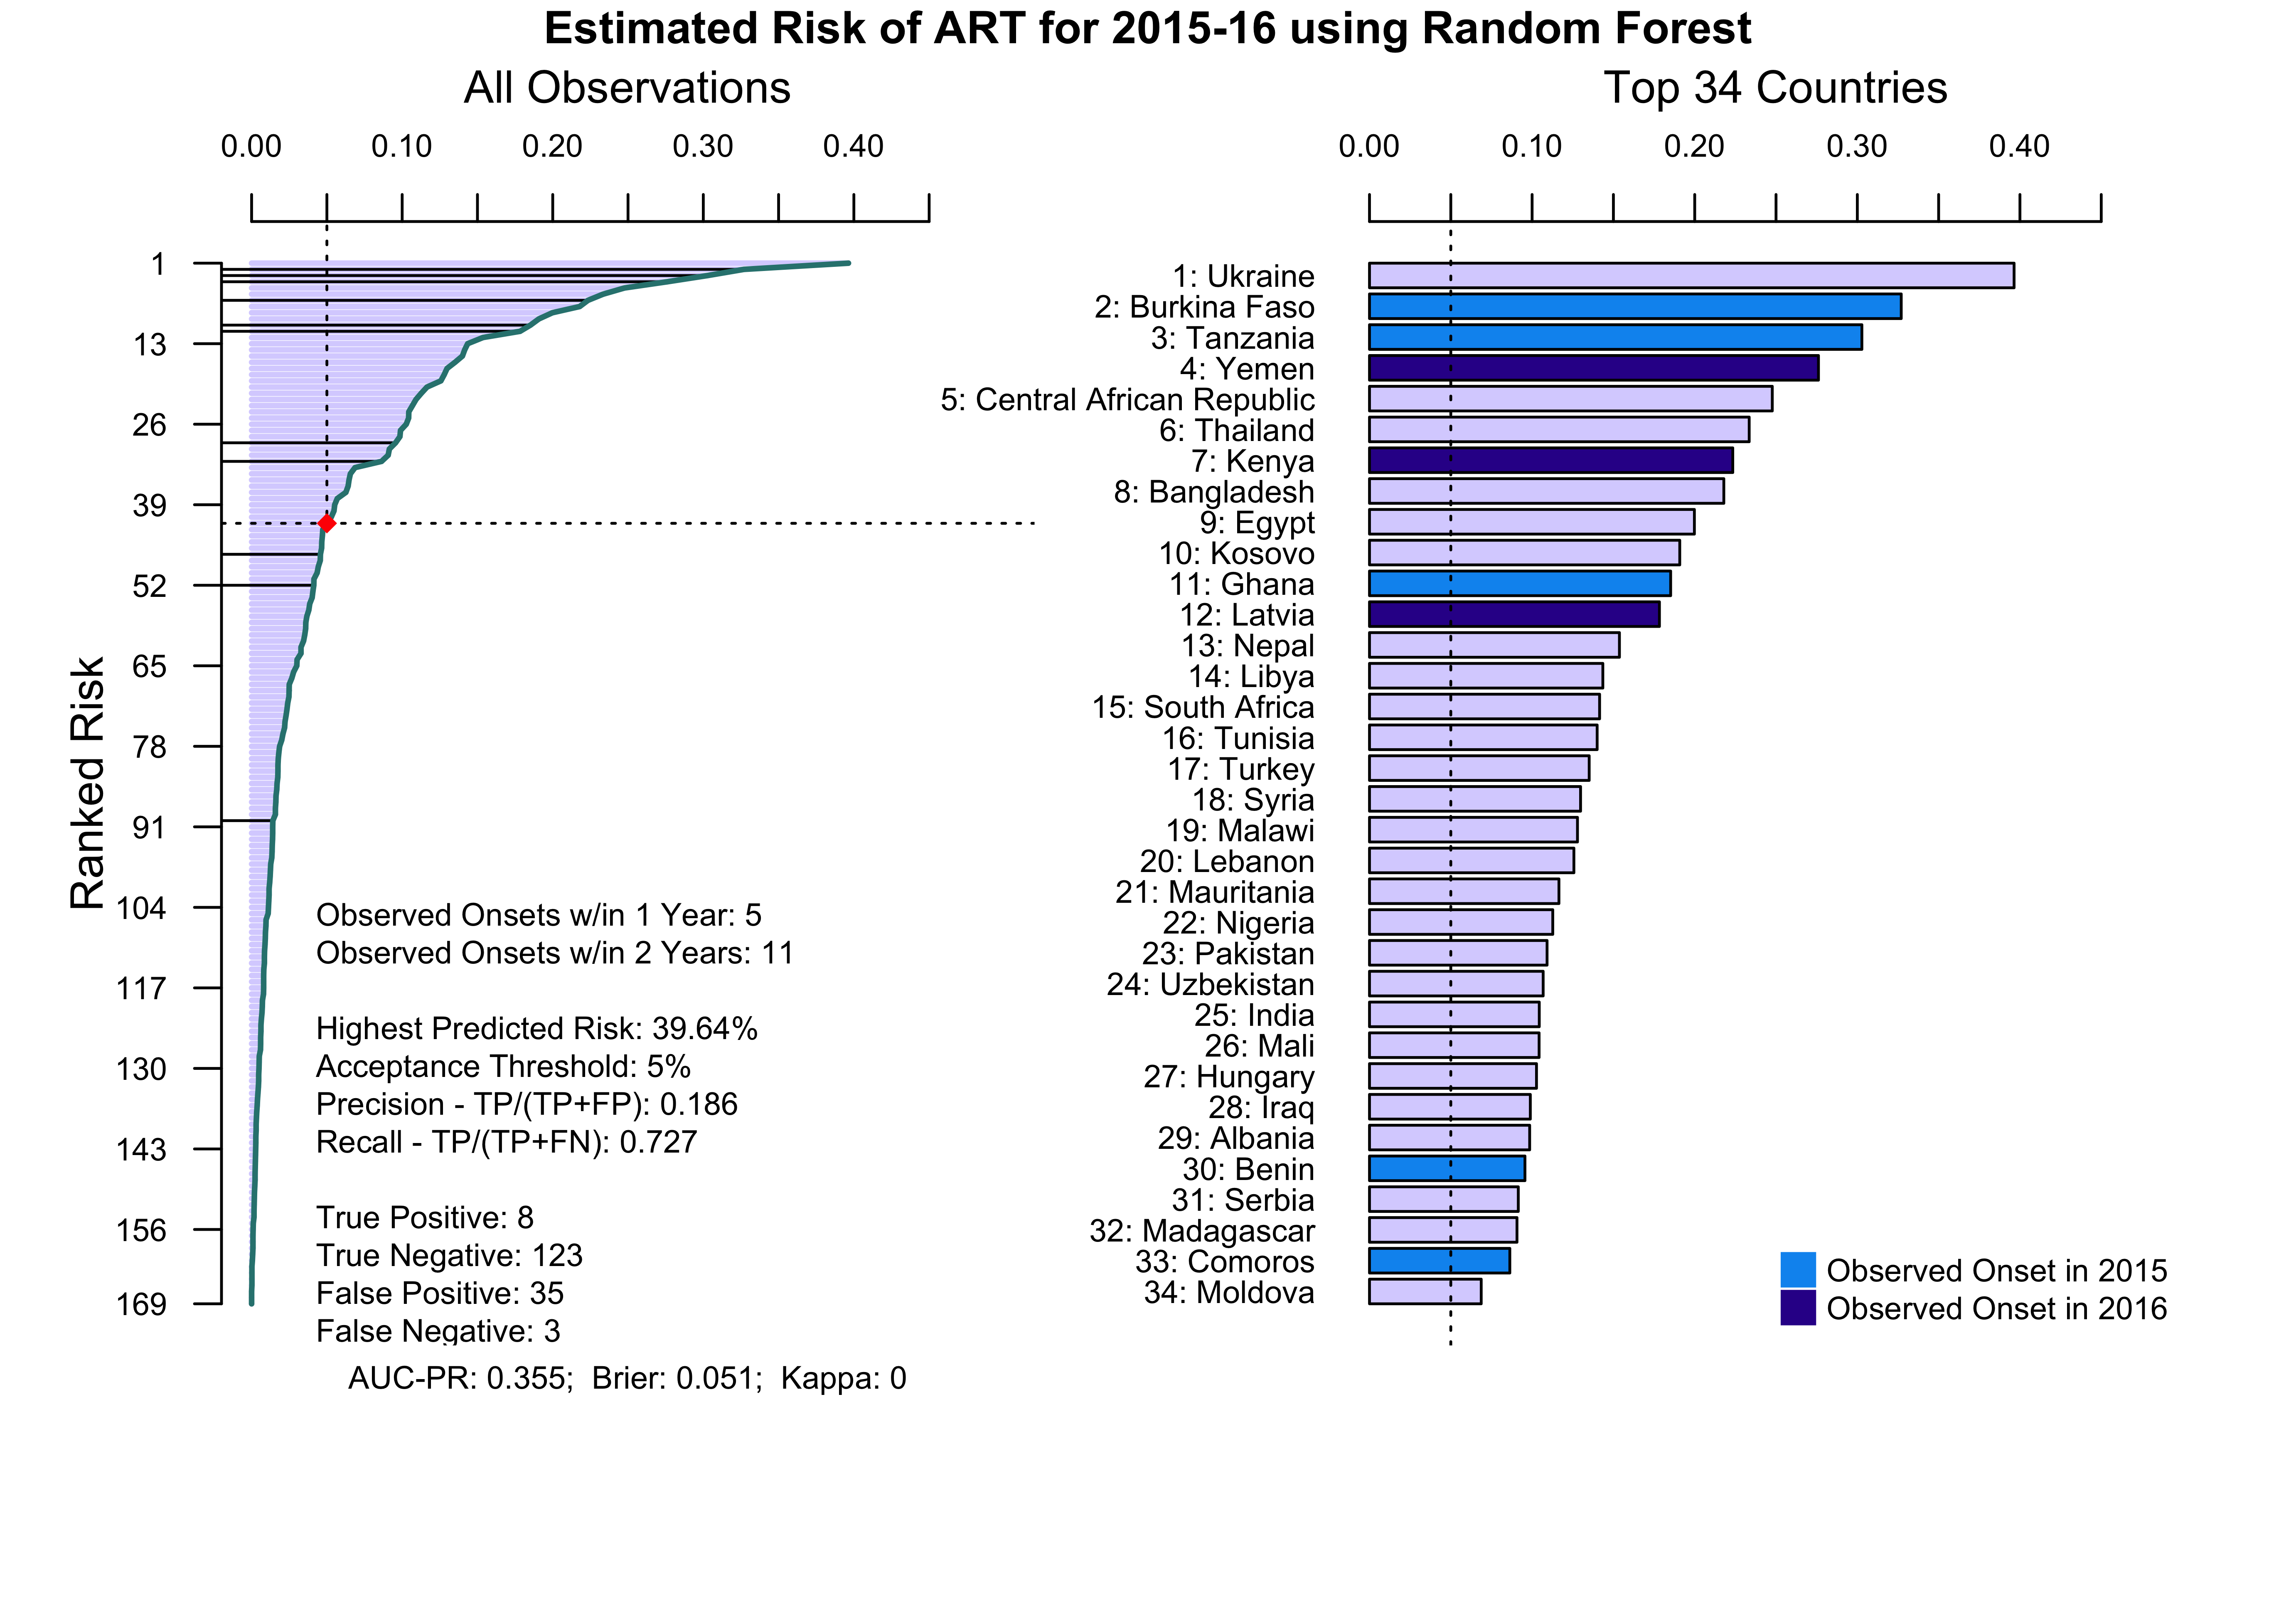 Estimated Risk of ART for 2015-16 using Random Forest
All Observations
0.00 0.10 0.20 0.30 0.40
1
13
26
39
52
65
78
91
104
117
130
143
156
169
Ranked Risk
Observed Onsets w/in 1 Year: 5
Observed Onsets w/in 2 Years: 11
Highest Predicted Risk: 39.64%
Acceptance Threshold: 5%
Precision - TP/(TP+FP): 0.186
Recall - TP/(TP+FN): 0.727
True Positive: 8
True Negative: 123
False Positive: 35
False Negative: 3
AUC-PR: 0.355; Brier: 0.051; Kappa: 0
Top 34 Countries
0.00 0.10 0.20 0.30 0.40
1: Ukraine
2: Burkina Faso
3: Tanzania
4: Yemen
5: Central African Republic
6: Thailand
7: Kenya
8: Bangladesh
9: Egypt
10: Kosovo
11: Ghana
12: Latvia
13: Nepal
14: Libya
15: South Africa
16: Tunisia
17: Turkey
18: Syria
19: Malawi
20: Lebanon
21: Mauritania
22: Nigeria
23: Pakistan
24: Uzbekistan
25: India
26: Mali
27: Hungary
28: Iraq
29: Albania
30: Benin
31: Serbia
32: Madagascar
33: Comoros
34: Moldova
Observed Onset in 2015
Observed Onset in 2016